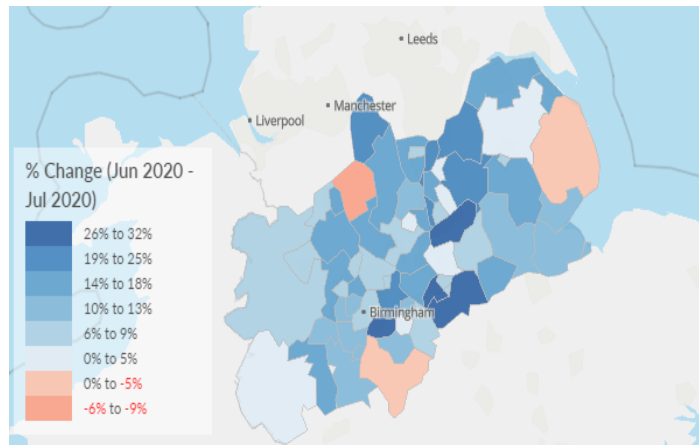 Leeds
Manchester
Liverpool
% Change (Jun 2020 -
Jul 2020)
26% to 32%
19% to 25%
14% to 18%
10% to 13%
6% to 9%
0% to 5%
0% to -5%
-6% to -9%
Birmingham